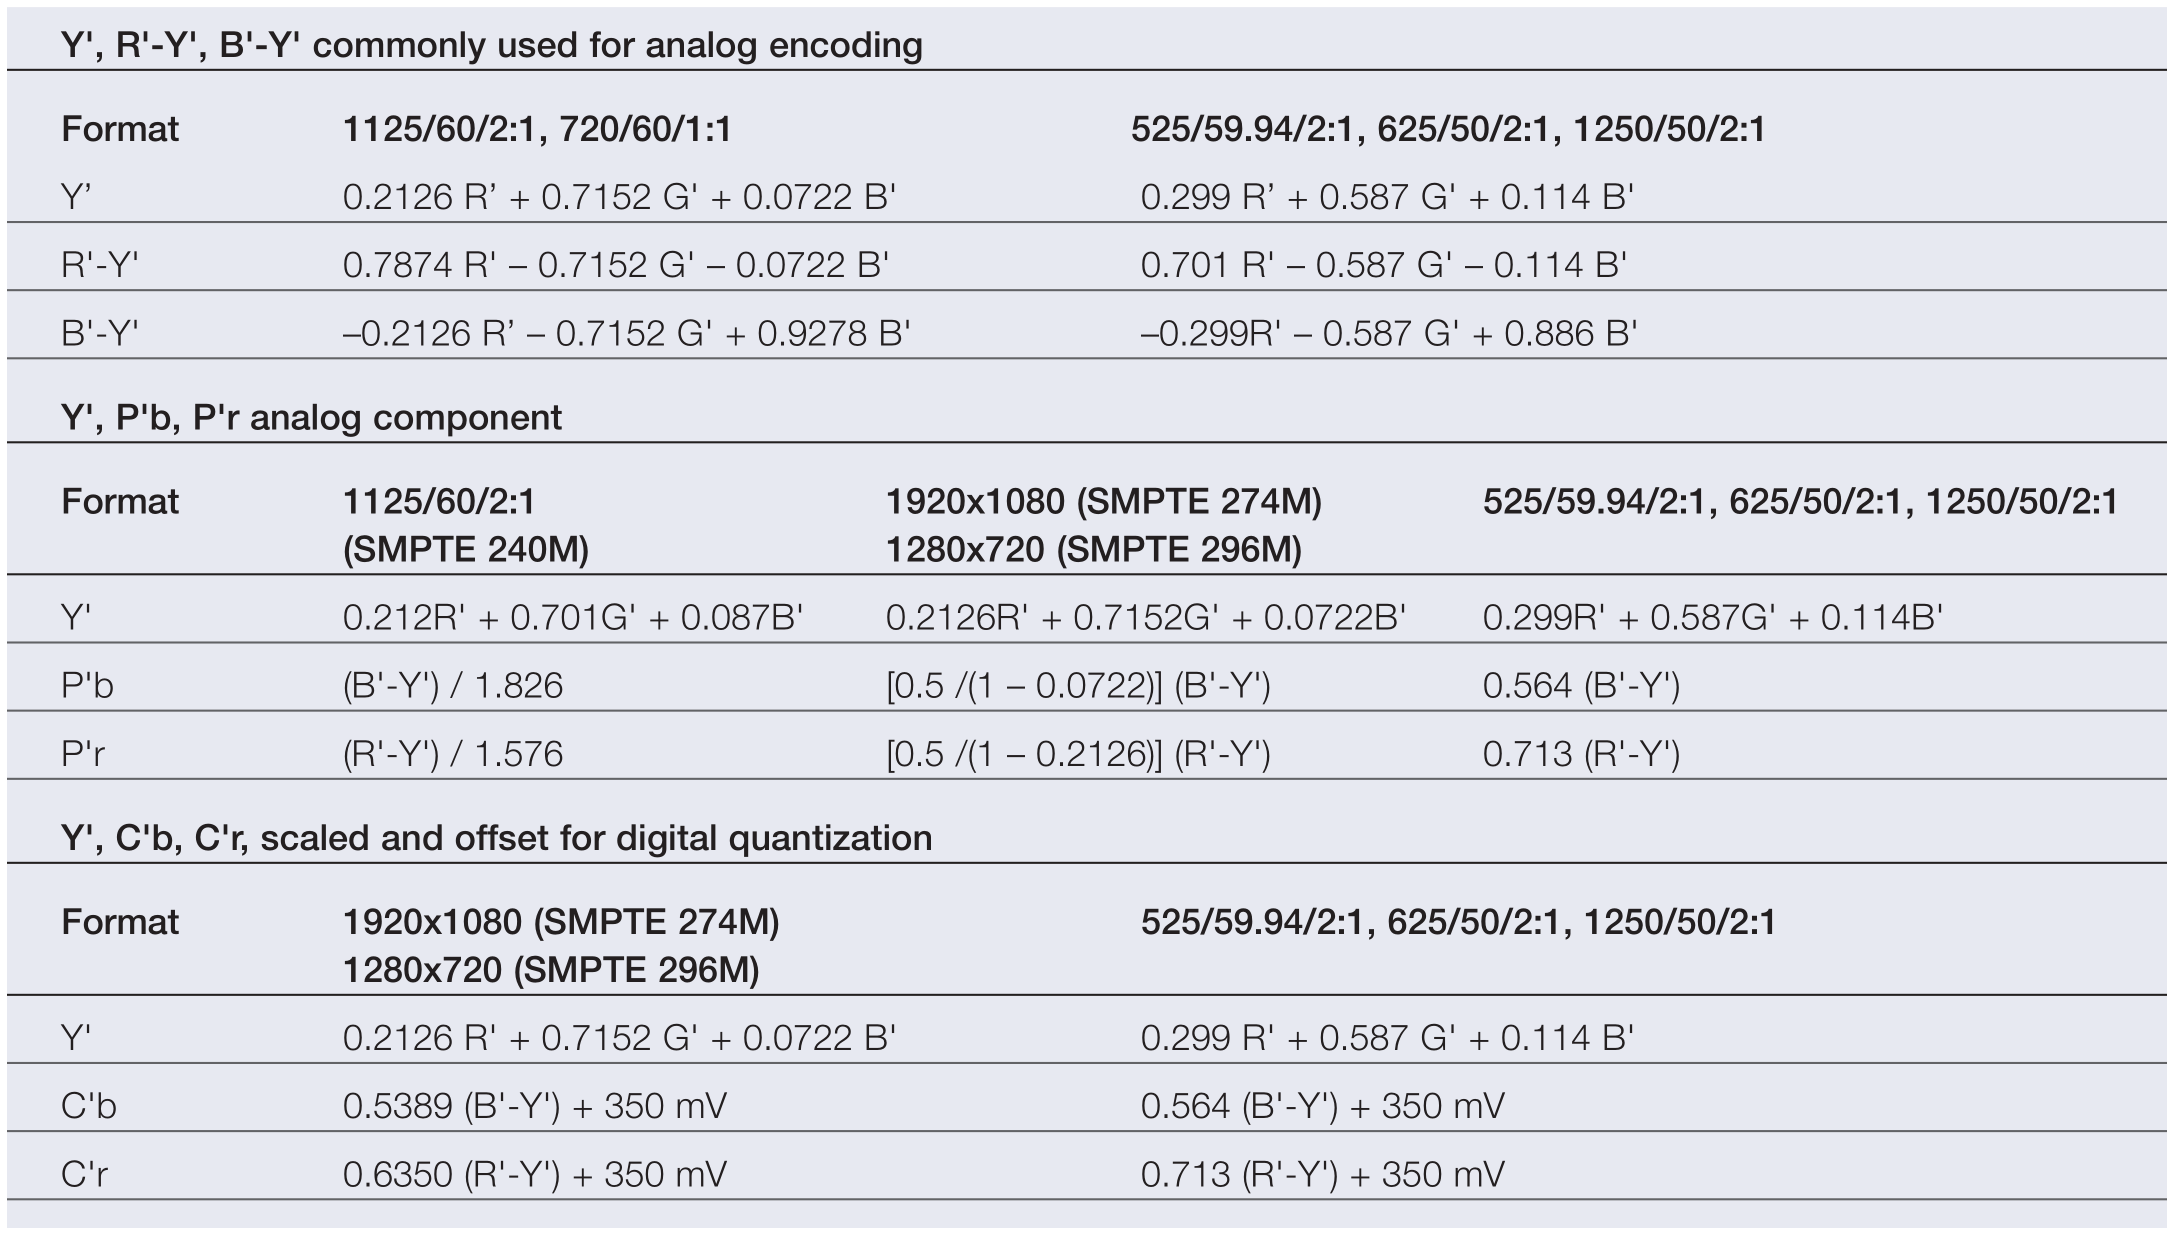 Y', R'-Y', B'-Y' commonly used for analog encoding
Format 1125/60/2:1, 720/60/1:1 525/59.94/2:1, 625/50/2:1, 1250/50/2:1
Y’ 0.2126 R’ + 0.7152 G' + 0.0722 B' 0.299 R’ + 0.587 G' + 0.114 B'
R'-Y' 0.7874 R' – 0.7152 G' – 0.0722 B' 0.701 R' – 0.587 G' – 0.114 B'
B'-Y' –0.2126 R’ – 0.7152 G' + 0.9278 B' –0.299R' – 0.587 G' + 0.886 B'
Y', P'b, P'r analog component
Format 1125/60/2:1 1920x1080 (SMPTE 274M) 525/59.94/2:1, 625/50/2:1, 1250/50/2:1
(SMPTE 240M) 1280x720 (SMPTE 296M)
Y' 0.212R' + 0.701G' + 0.087B' 0.2126R' + 0.7152G' + 0.0722B' 0.299R' + 0.587G' + 0.114B'
P'b (B'-Y') / 1.826 [0.5 /(1 – 0.0722)] (B'-Y') 0.564 (B'-Y')
P'r (R'-Y') / 1.576 [0.5 /(1 – 0.2126)] (R'-Y') 0.713 (R'-Y')
Y', C'b, C'r, scaled and offset for digital quantization
Format 1920x1080 (SMPTE 274M) 525/59.94/2:1, 625/50/2:1, 1250/50/2:1
1280x720 (SMPTE 296M)
Y' 0.2126 R' + 0.7152 G' + 0.0722 B' 0.299 R' + 0.587 G' + 0.114 B'
C'b 0.5389 (B'-Y') + 350 mV 0.564 (B'-Y') + 350 mV
C'r 0.6350 (R'-Y') + 350 mV 0.713 (R'-Y') + 350 mV